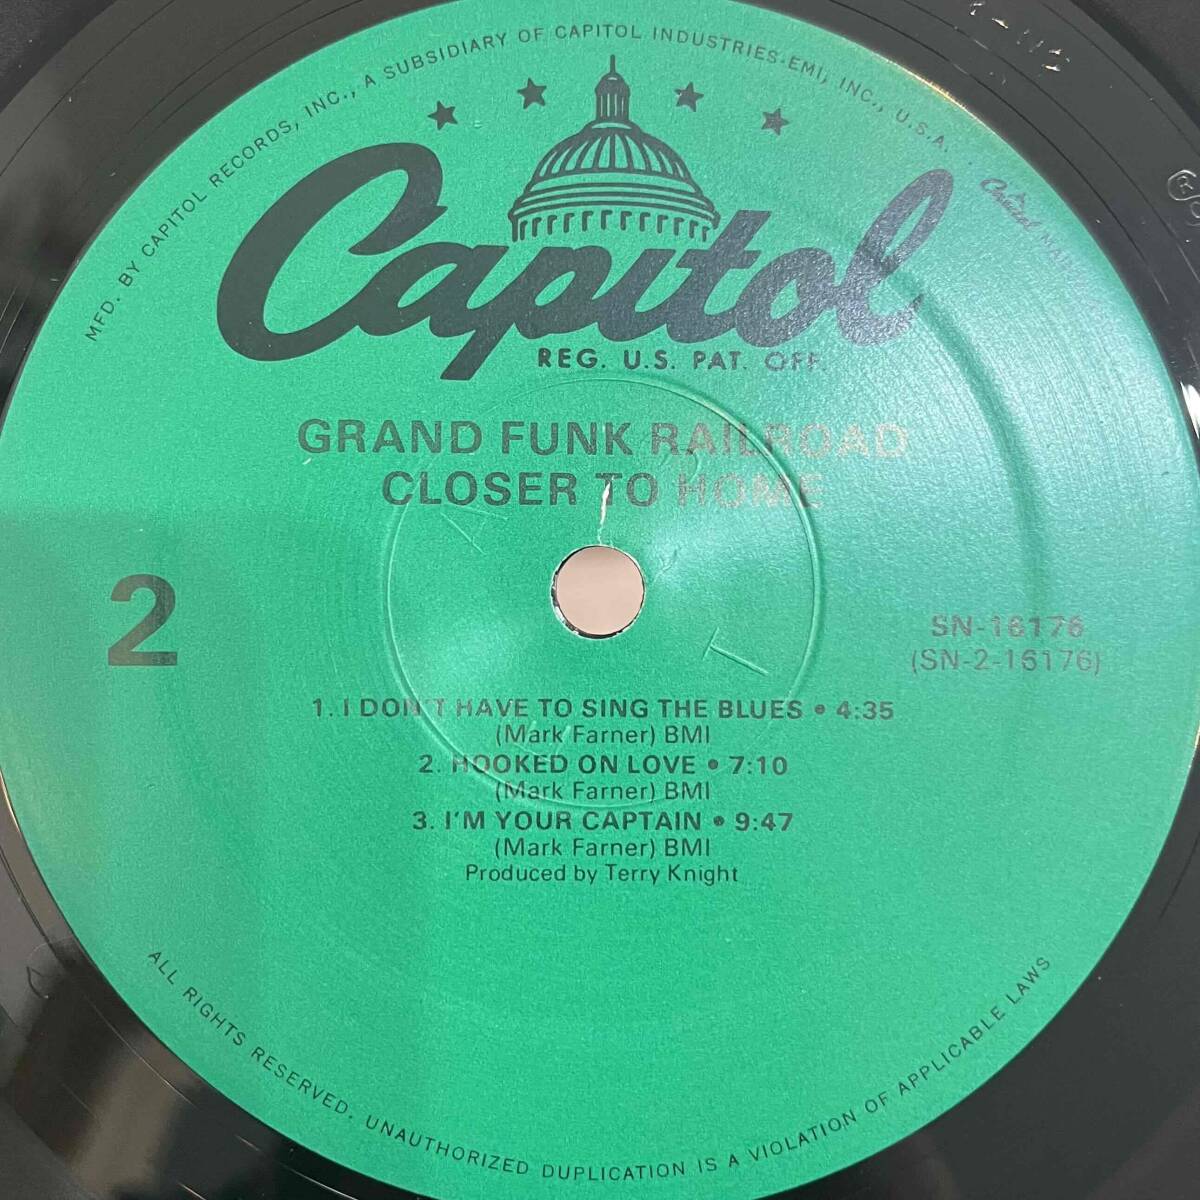 MFD. BY CAPITOL RECORDS, INC., A SUBSIDIARY OF CAPITOL INDUSTRIES-EMI, INC., U.S.A.
Capitol
Capitol
REG. U.S. PAT. OFF.
GRAND FUNK RAILROAD
CLOSER TO HOME
2
SN-16176
(SN-2-16176)
1. I DON'T HAVE TO SING THE BLUES • 4:35
(Mark Farner) BMI
2. HOOKED ON LOVE • 7:10
(Mark Farner) BMI
3. I'M YOUR CAPTAIN • 9:47
(Mark Farner) BMI
Produced by Terry Knight
ALL RIGHTS RESERVED. UNAUTHORIZED DUPLICATION IS A VIOLATION OF APPLICABLE LAWS